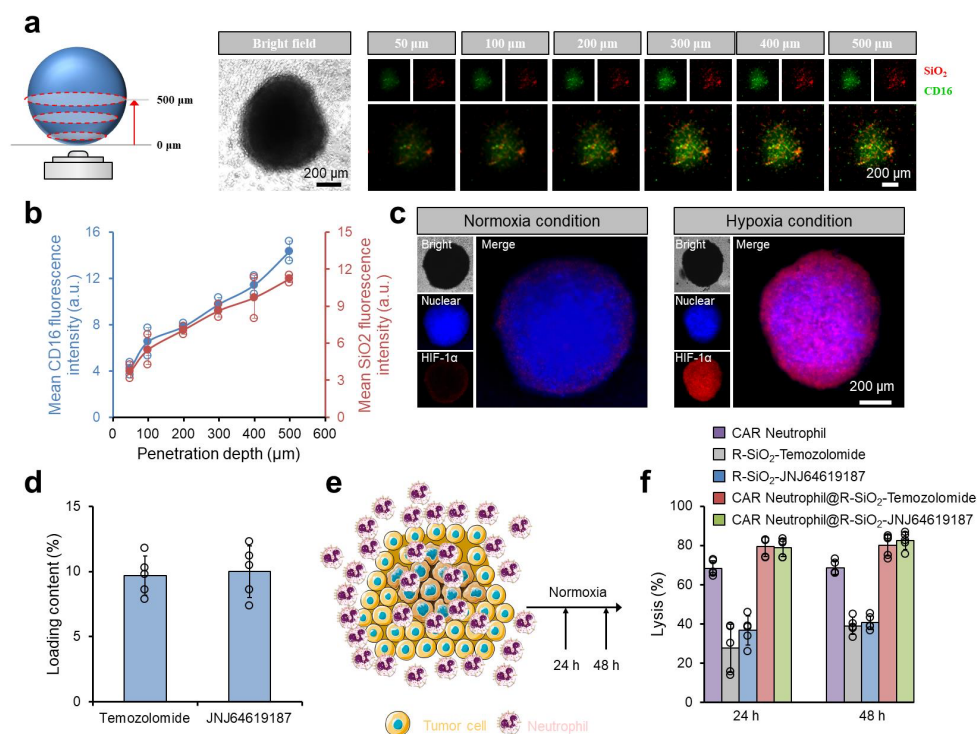 a
Bright field
50 µm
100 µm
200 µm
300 µm
400 µm
500 µm
500 µm
0 µm
200 µm
SiO₂
CD16
200 µm
b
Mean CD16 fluorescence
intensity (a.u.)
16
12
8
4
0
15
12
9
6
3
0
Mean SiO2 fluorescence
intensity (a.u.)
0 100 200 300 400 500 600
Penetration depth (µm)
c
Normoxia condition
Bright
Merge
Nuclear
HIF-1α
Hypoxia condition
Bright
Merge
Nuclear
HIF-1α
200 µm
d
Loading content (%)
15
10
5
0
Temozolomide
JNJ64619187
e
Normoxia
24 h
48 h
Tumor cell
Neutrophil
f
CAR Neutrophil
R-SiO₂-Temozolomide
R-SiO₂-JNJ64619187
CAR Neutrophil@R-SiO₂-Temozolomide
CAR Neutrophil@R-SiO₂-JNJ64619187
Lysis (%)
100
80
60
40
20
0
24 h
48 h